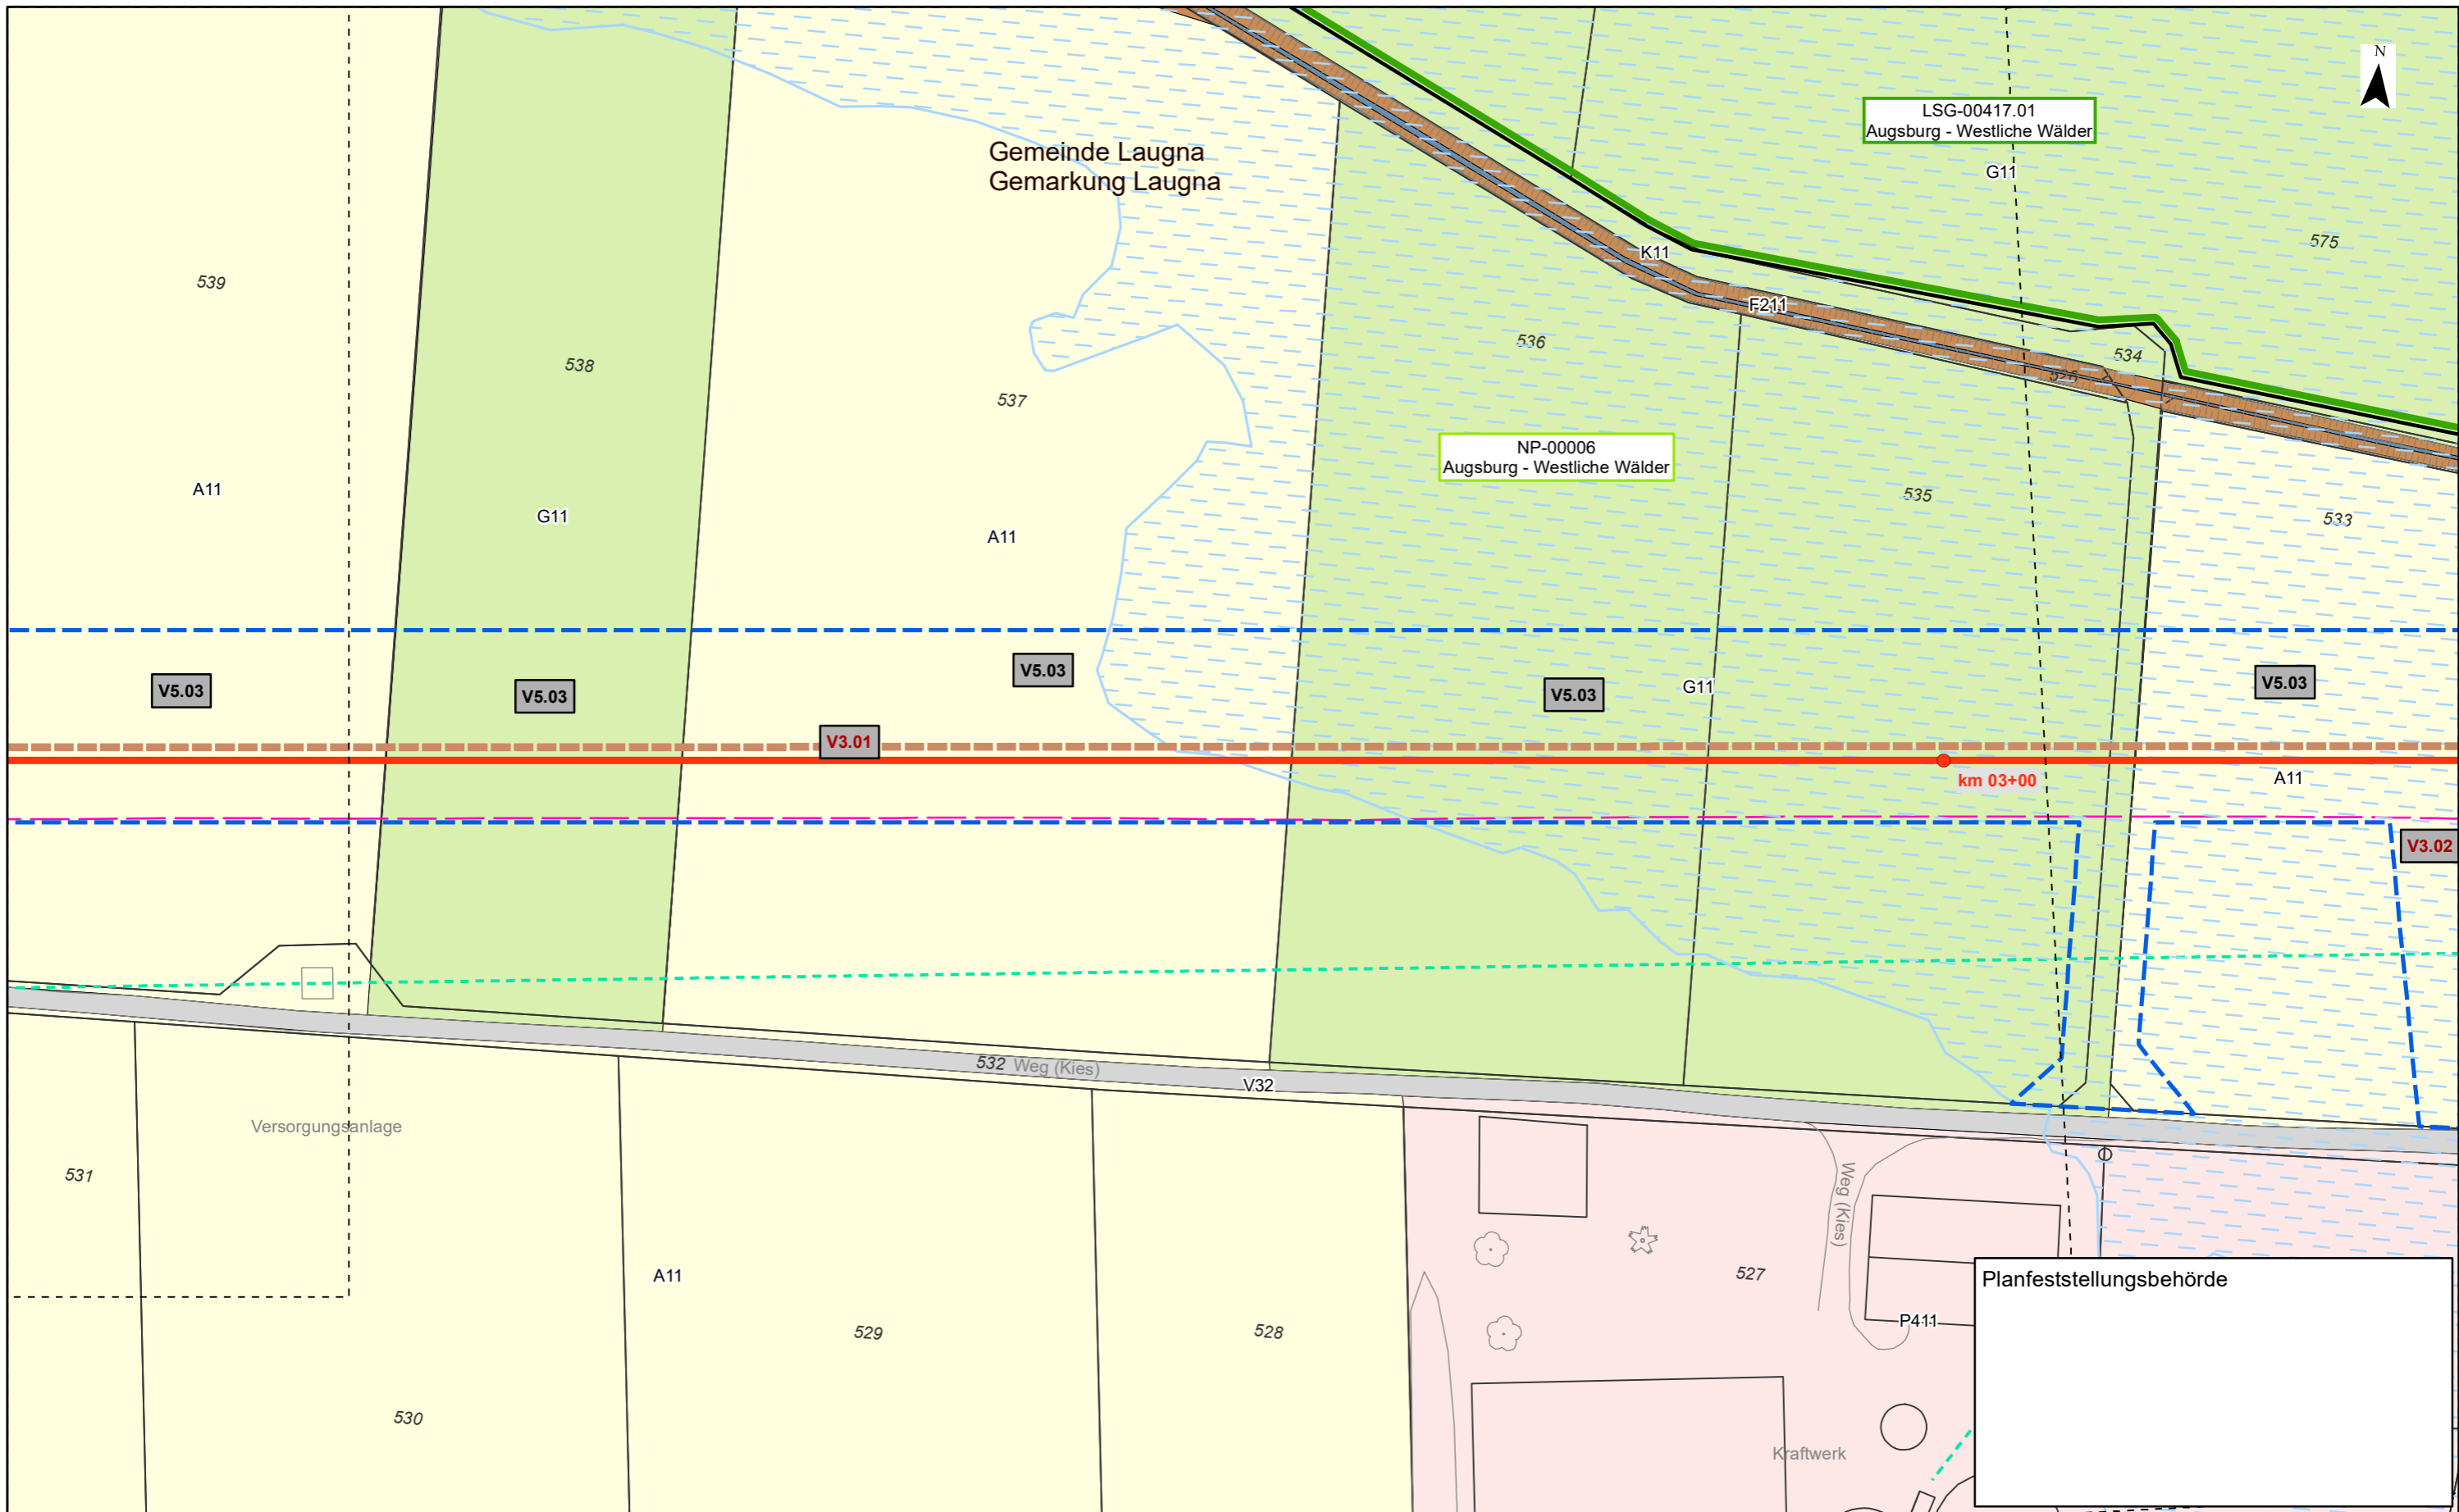 N
LSG-00417.01
Augsburg - Westliche Wälder
Gemeinde Laugna
Gemarkung Laugna
G11
575
K11
539
F211
536
534
538
537
NP-00006
Augsburg - Westliche Wälder
535
A11
G11
533
A11
V5.03
V5.03
V5.03
V5.03
G11
V5.03
V3.01
km 03+00
A11
V3.02
532 Weg (Kies)
V32
Versorgungsanlage
531
Weg (Kies)
A11
527
Planfeststellungsbehörde
529
528
P411
530
Kraftwerk